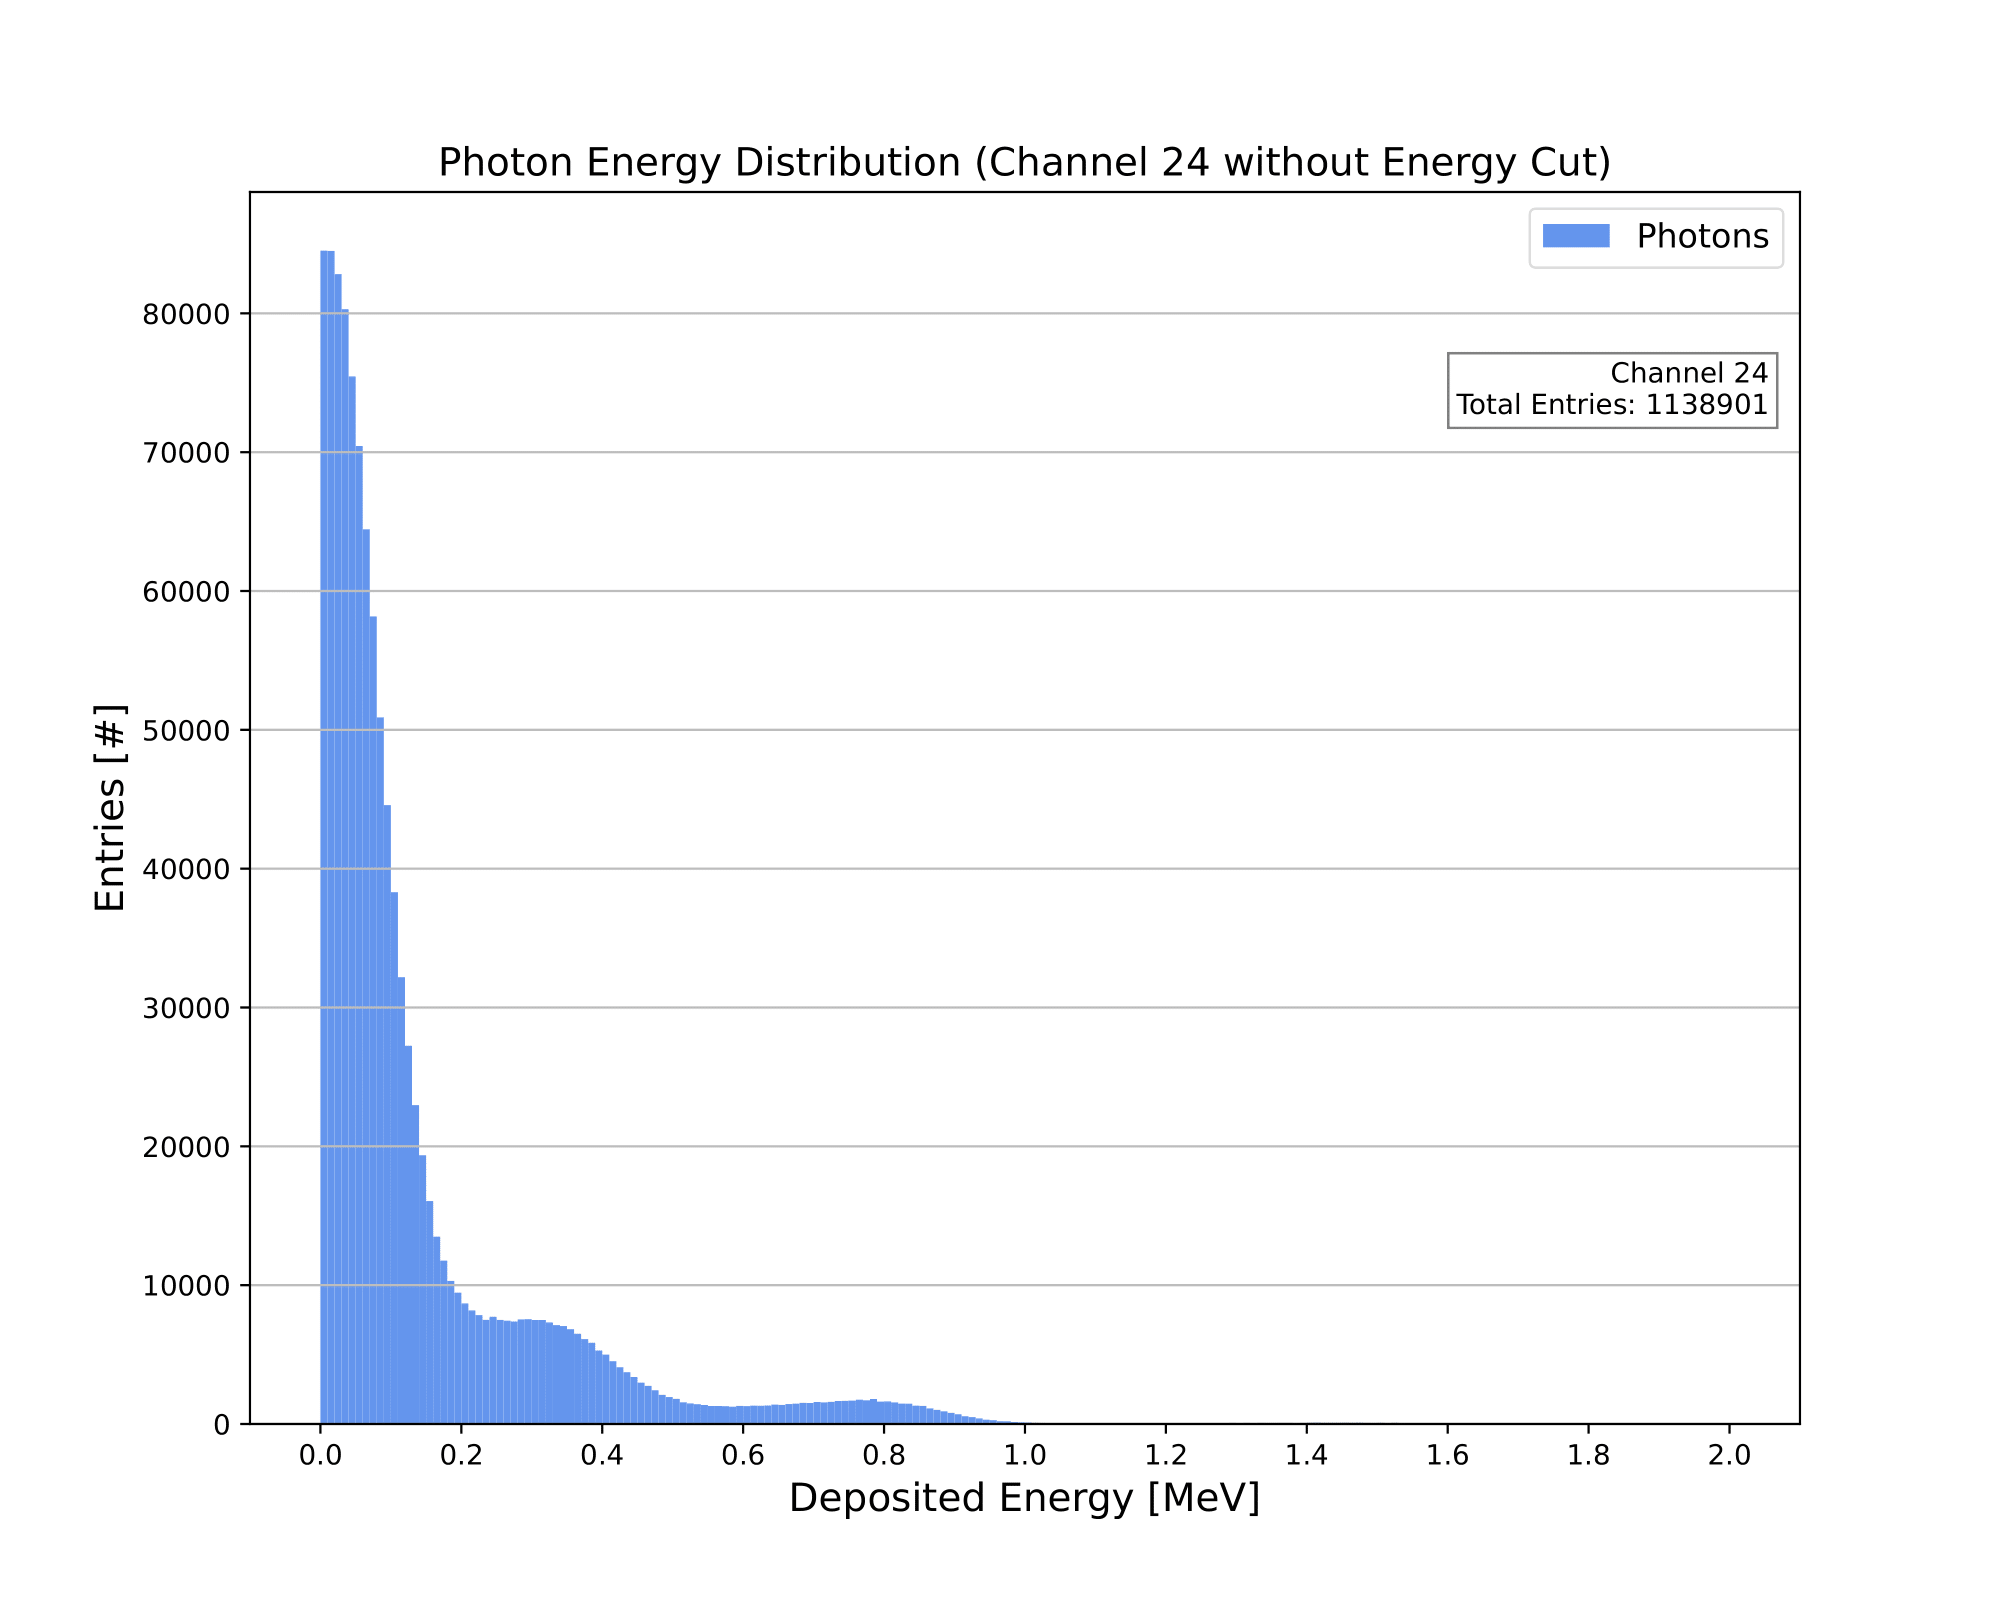 Photon Energy Distribution (Channel 24 without Energy Cut)
Photons
Channel 24
Total Entries: 1138901
Entries [#]
80000
70000
60000
50000
40000
30000
20000
10000
0
0.0 0.2 0.4 0.6 0.8 1.0 1.2 1.4 1.6 1.8 2.0
Deposited Energy [MeV]